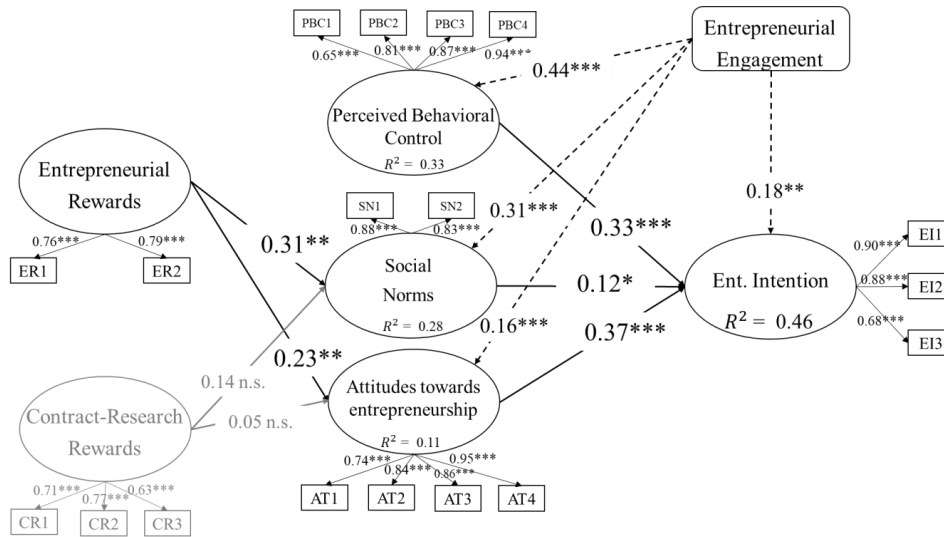 PBC1 PBC2 PBC3 PBC4
0.65*** 0.81*** 0.87*** 0.94***
Entrepreneurial
Engagement
0.44***
Perceived Behavioral
Control
R² = 0.33
Entrepreneurial
Rewards
0.76*** 0.79***
ER1 ER2
SN1 SN2
0.88*** 0.83***
0.31***
0.18**
0.33***
0.31**
Social
Norms
R² = 0.28
0.12*
Ent. Intention
R² = 0.46
0.90*** EI1
0.88*** EI2
0.68*** EI3
0.16***
0.37***
0.23**
0.14 n.s.
0.05 n.s.
Attitudes towards
entrepreneurship
R² = 0.11
Contract-Research
Rewards
0.74*** 0.84*** 0.86*** 0.95***
AT1 AT2 AT3 AT4
0.71*** 0.77*** 0.63***
CR1 CR2 CR3